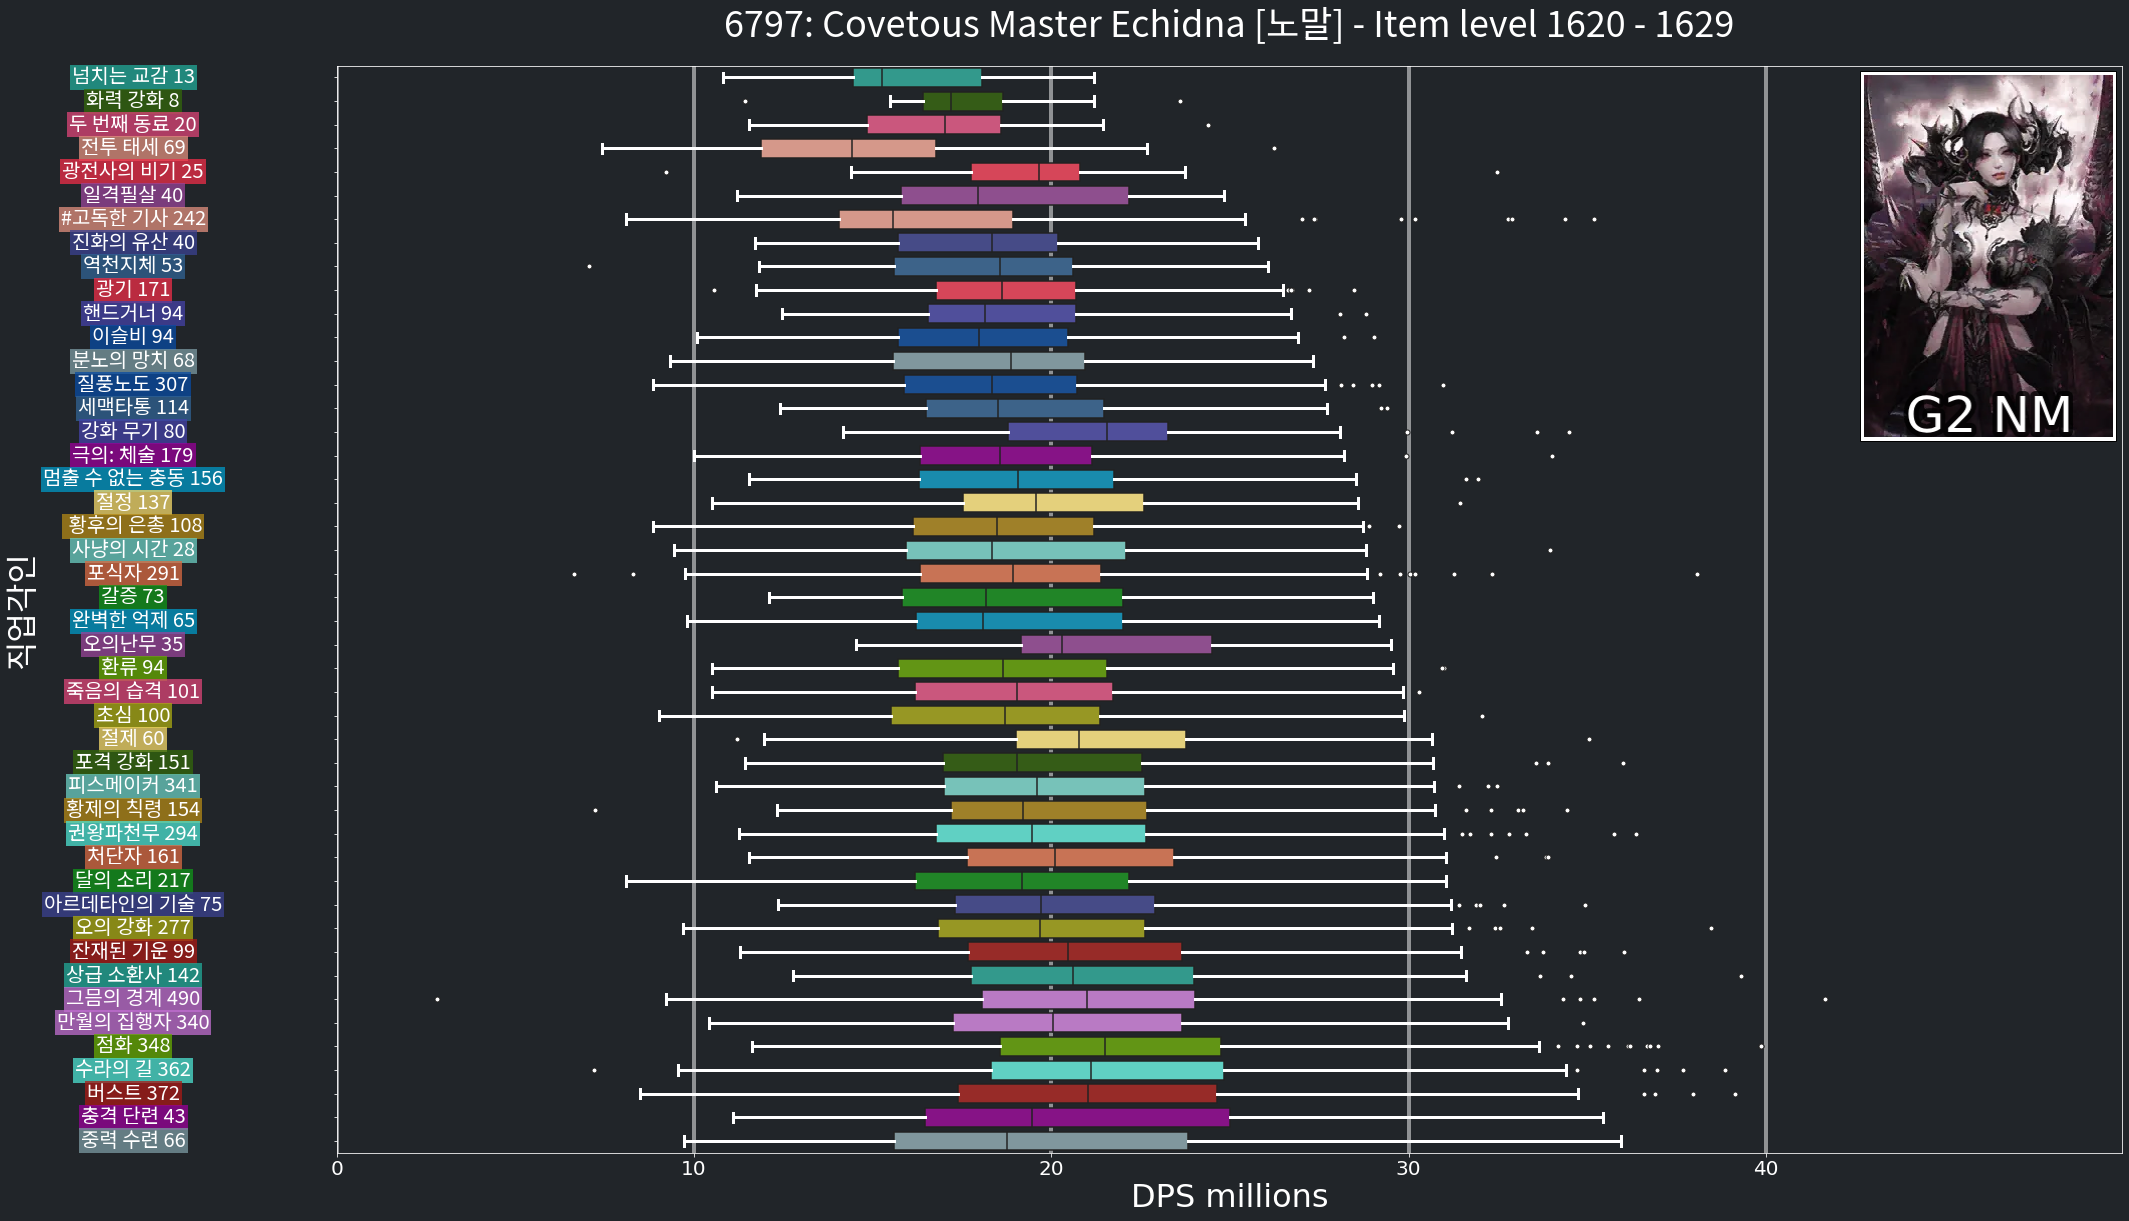 6797: Covetous Master Echidna [노말] - Item level 1620 - 1629
넘치는 교감 13
화력 강화 8
두 번째 동료 20
전투 태세 69
광전사의 비기 25
일격필살 40
#고독한 기사 242
진화의 유산 40
역천지체 53
광기 171
핸드거너 94
이슬비 94
분노의 망치 68
질풍노도 307
세맥타통 114
강화 무기 80
극의: 체술 179
멈출 수 없는 충동 156
절정 137
황후의 은총 108
사냥의 시간 28
포식자 291
갈증 73
완벽한 억제 65
오의난무 35
환류 94
죽음의 습격 101
초심 100
절제 60
포격 강화 151
피스메이커 341
황제의 칙령 154
권왕파천무 294
처단자 161
달의 소리 217
아르데타인의 기술 75
오의 강화 277
잔재된 기운 99
상급 소환사 142
그믐의 경계 490
만월의 집행자 340
점화 348
수라의 길 362
버스트 372
충격 단련 43
중력 수련 66
직업각인
G2 NM
0 10 20 30 40
DPS millions